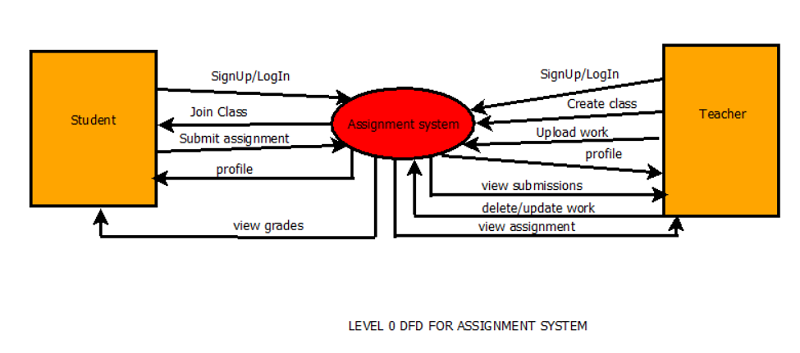 SignUp/LogIn
SignUp/LogIn
Join Class
Create class
Student
Assignment system
Teacher
Submit assignment
Upload work
profile
profile
view submissions
delete/update work
view grades
view assignment
LEVEL 0 DFD FOR ASSIGNMENT SYSTEM